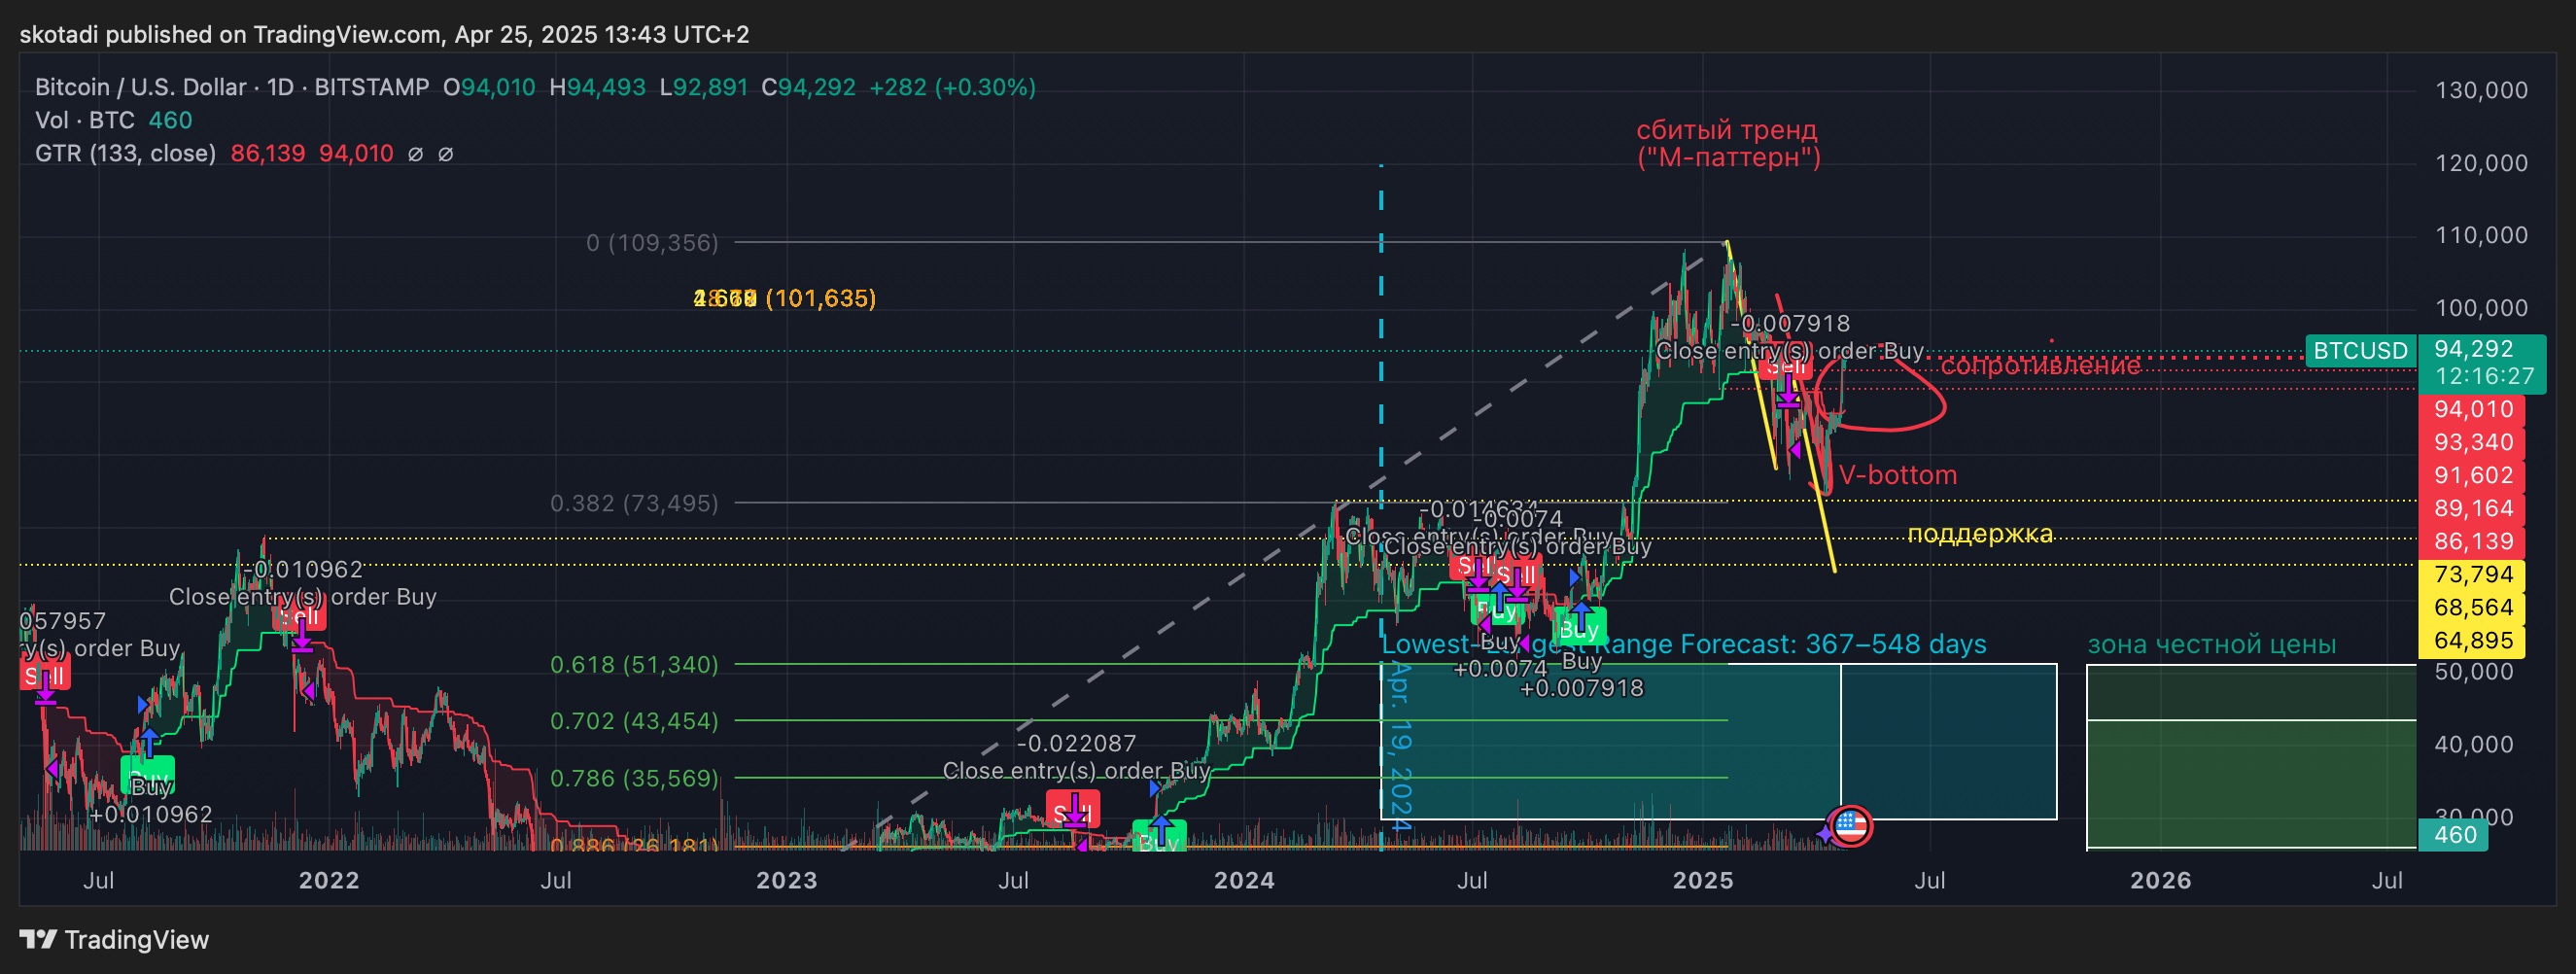 skotadi published on TradingView.com, Apr 25, 2025 13:43 UTC+2
Bitcoin / U.S. Dollar · 1D · BITSTAMP O94,010 H94,493 L92,891 C94,292 +282 (+0.30%)
Vol · BTC 460
GTR (133, close) 86,139 94,010 ∅ ∅
сбитый тренд
("М-паттерн")
130,000
120,000
110,000
100,000
50,000
40,000
0 (109,356)
(101,635)
-0.007918
Close entry(s) order Buy
Sell
BTCUSD
94,292
12:16:27
сопротивление
94,010
93,340
91,602
89,164
86,139
73,794
68,564
64,895
V-bottom
поддержка
0.382 (73,495)
-0.014634
-0.0074
Close entry(s) order Buy
Close entry(s) order Buy
Sell
Sell
Buy
Buy
Buy
Buy
+0.0074
+0.007918
-0.010962
Close entry(s) order Buy
Sell
057957
ry(s) order Buy
Sell
Buy
Buy
+0.010962
0.618 (51,340)
0.702 (43,454)
0.786 (35,569)
0.886 (26,181)
-0.022087
Close entry(s) order Buy
Sell
Buy
Lowest-Largest Range Forecast: 367–548 days
Apr. 19, 2024
зона честной цены
460
Jul
2022
Jul
2023
Jul
2024
Jul
2025
Jul
2026
Jul
TradingView